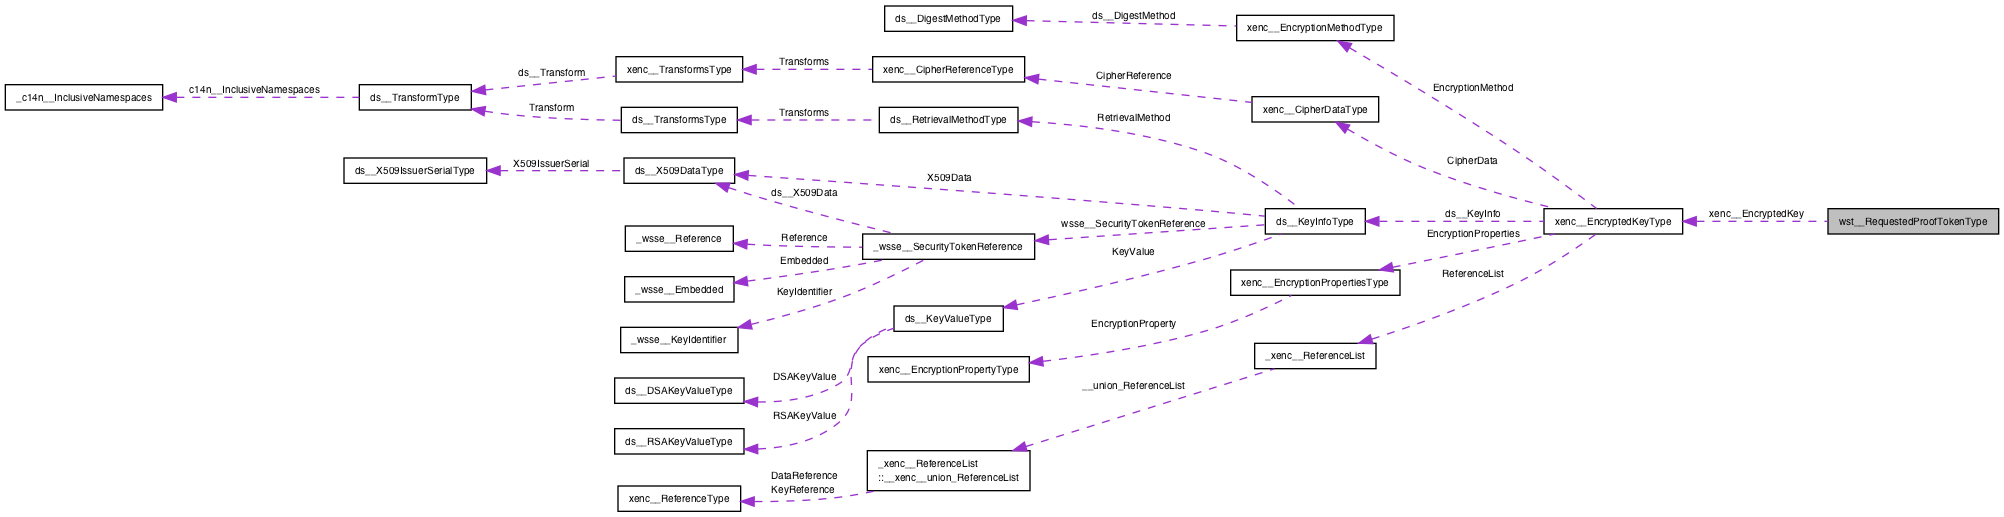 ds__DigestMethodType
ds__DigestMethod
xenc__EncryptionMethodType
xenc__TransformsType
Transforms
xenc__CipherReferenceType
CipherReference
ds__Transform
EncryptionMethod
_c14n__InclusiveNamespaces
c14n__InclusiveNamespaces
ds__TransformType
Transform
xenc__CipherDataType
ds__TransformsType
Transforms
ds__RetrievalMethodType
RetrievalMethod
ds__X509IssuerSerialType
X509IssuerSerial
ds__X509DataType
X509Data
CipherData
ds__X509Data
wsse__SecurityTokenReference
ds__KeyInfoType
ds__KeyInfo
xenc__EncryptedKeyType
xenc__EncryptedKey
wst__RequestedProofTokenType
_wsse__Reference
Reference
_wsse__SecurityTokenReference
KeyValue
EncryptionProperties
Embedded
_wsse__Embedded
KeyIdentifier
xenc__EncryptionPropertiesType
ReferenceList
ds__KeyValueType
_wsse__KeyIdentifier
EncryptionProperty
xenc__EncryptionPropertyType
_xenc__ReferenceList
DSAKeyValue
ds__DSAKeyValueType
__union_ReferenceList
RSAKeyValue
ds__RSAKeyValueType
_xenc__ReferenceList
::__xenc__union_ReferenceList
DataReference
KeyReference
xenc__ReferenceType